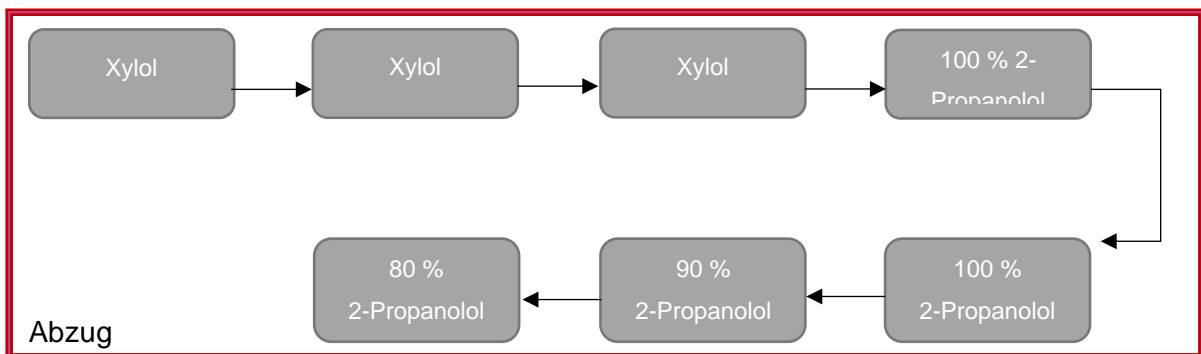 Xylol
Xylol
Xylol
100 % 2-
Propanolol
100 %
2-Propanolol
90 %
2-Propanolol
80 %
2-Propanolol
Abzug